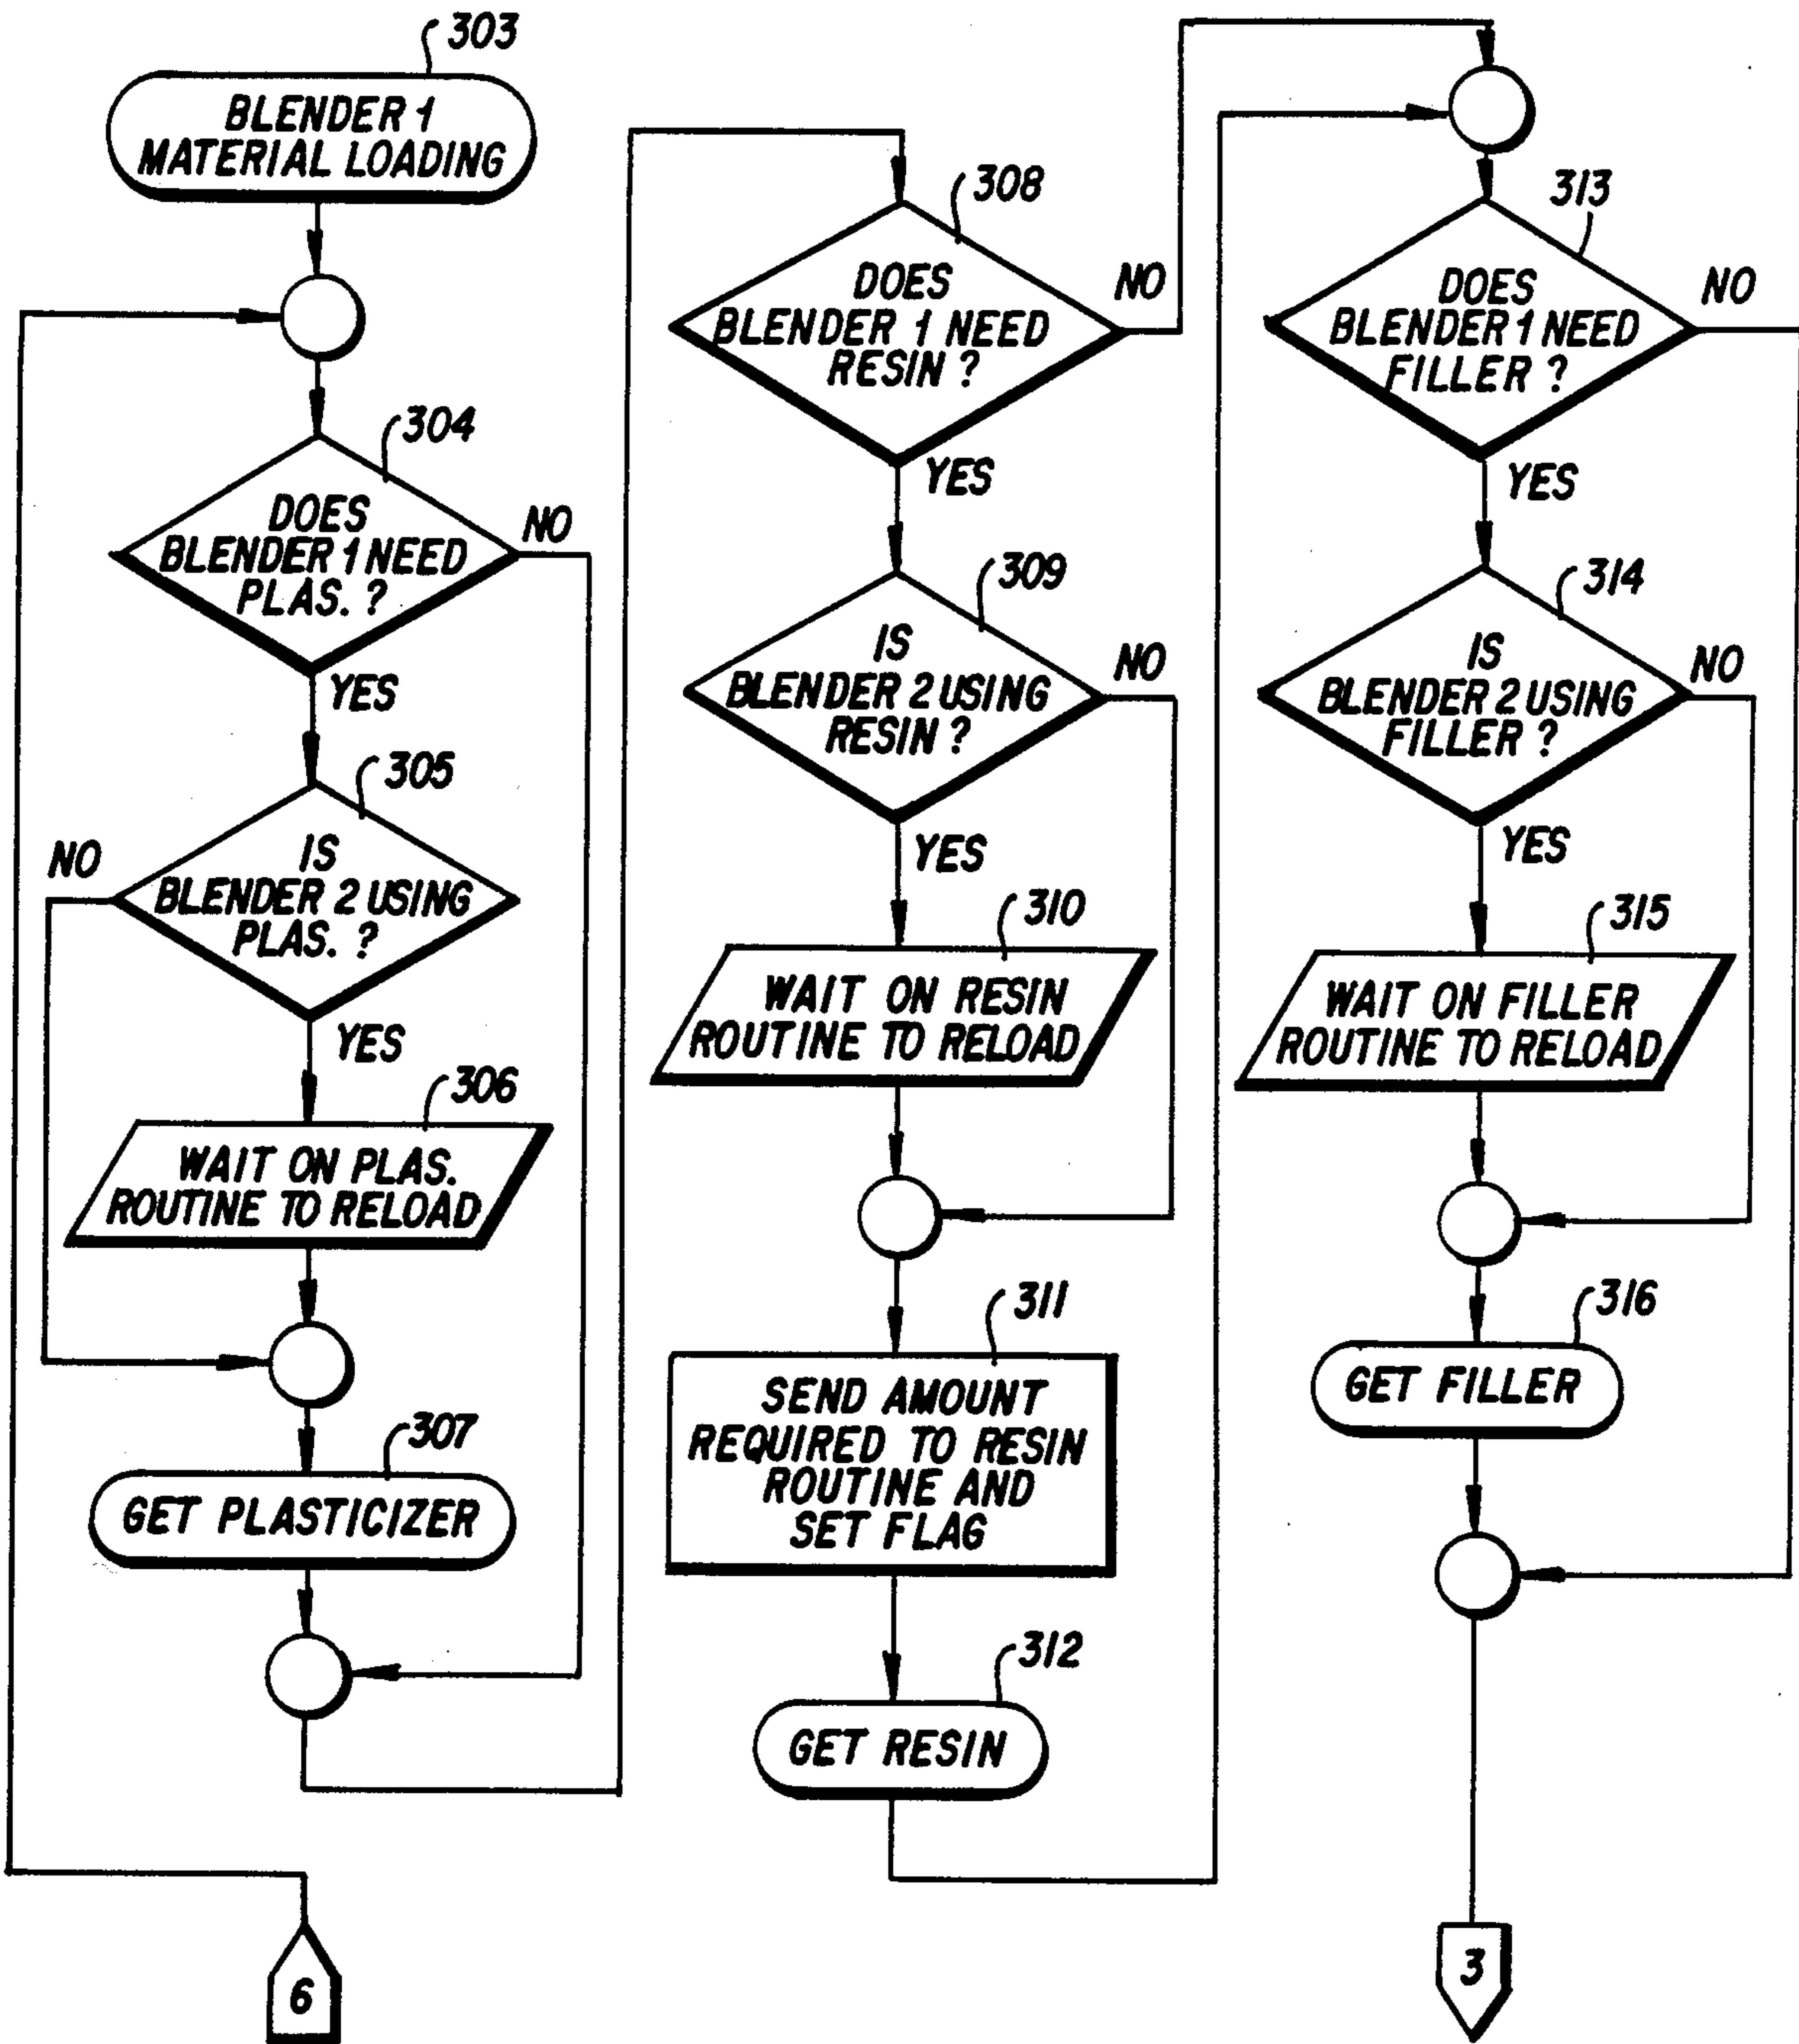 303
BLENDER 1
MATERIAL LOADING
304
DOES
BLENDER 1 NEED
PLAS. ?
NO
YES
305
IS
BLENDER 2 USING
PLAS. ?
NO
YES
306
WAIT ON PLAS.
ROUTINE TO RELOAD
307
GET PLASTICIZER
6
308
DOES
BLENDER 1 NEED
RESIN ?
NO
YES
309
IS
BLENDER 2 USING
RESIN ?
NO
YES
310
WAIT ON RESIN
ROUTINE TO RELOAD
311
SEND AMOUNT
REQUIRED TO RESIN
ROUTINE AND
SET FLAG
312
GET RESIN
313
DOES
BLENDER 1 NEED
FILLER ?
NO
YES
314
IS
BLENDER 2 USING
FILLER ?
NO
YES
315
WAIT ON FILLER
ROUTINE TO RELOAD
316
GET FILLER
3